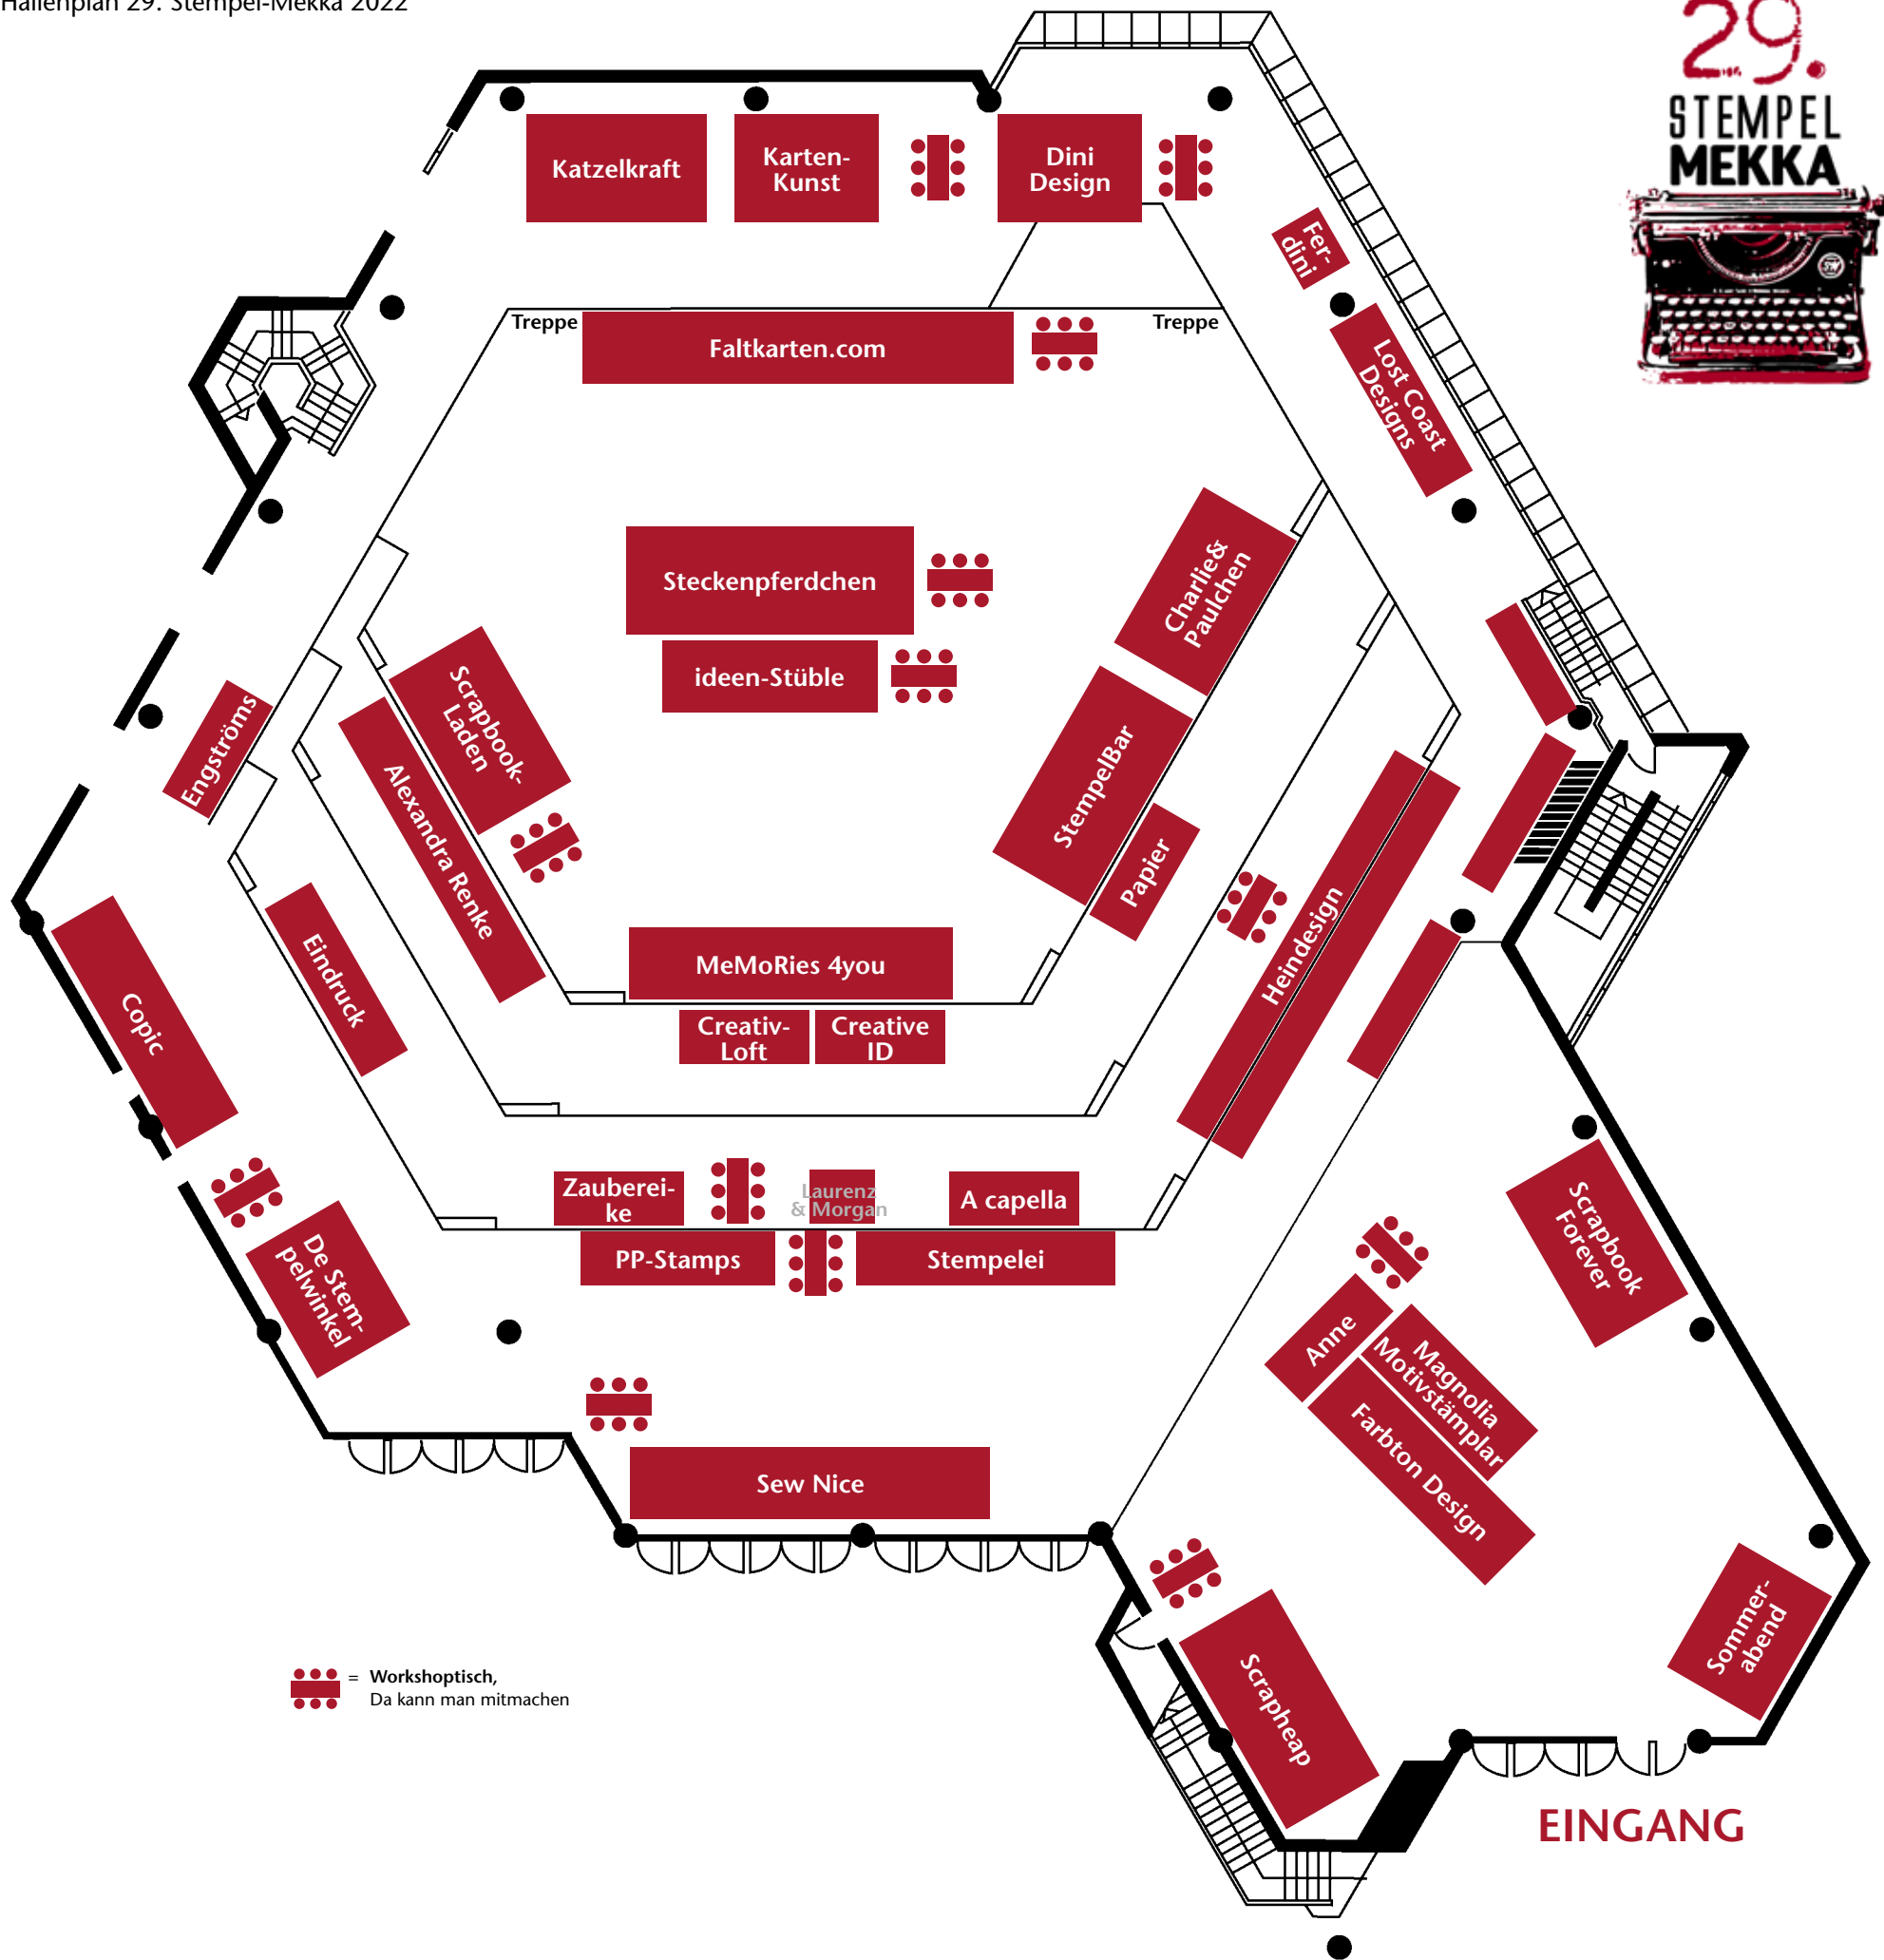 Hallenplan 29. Stempel-Mekka 2022
29.
STEMPEL
MEKKA
Katzelkraft
Karten-
Kunst
Dini
Design
Fer-
dini
Treppe
Faltkarten.com
Treppe
Lost Coast
Designs
Steckenpferdchen
Charlie&
Paulchen
ideen-Stüble
Scrapbook-
Laden
Engströms
Alexandra Renke
StempelBar
Papier
Heindesign
Eindruck
Copic
MeMoRies 4you
Creativ-
Loft
Creative
ID
Zauberei-
ke
Laurenz
& Morgan
A capella
PP-Stamps
Stempelei
De Stem-
pelwinkel
Scrapbook
Forever
Anne
Magnolia
Motivstämplar
Farbton Design
Sew Nice
Sommer-
abend
Scrapheap
= Workshoptisch,
Da kann man mitmachen
EINGANG